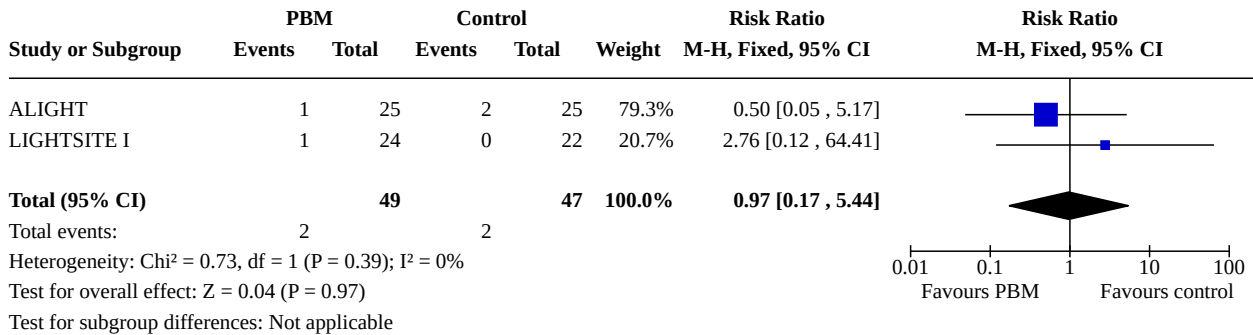 PBM Control Risk Ratio Risk Ratio
Study or Subgroup Events Total Events Total Weight M-H, Fixed, 95% CI M-H, Fixed, 95% CI
ALIGHT 1 25 2 25 79.3% 0.50 [0.05 , 5.17]
LIGHTSITE I 1 24 0 22 20.7% 2.76 [0.12 , 64.41]
Total (95% CI) 49 47 100.0% 0.97 [0.17 , 5.44]
Total events: 2 2
Heterogeneity: Chi² = 0.73, df = 1 (P = 0.39); I² = 0%
0.01 0.1 1 10 100
Test for overall effect: Z = 0.04 (P = 0.97) Favours PBM Favours control
Test for subgroup differences: Not applicable